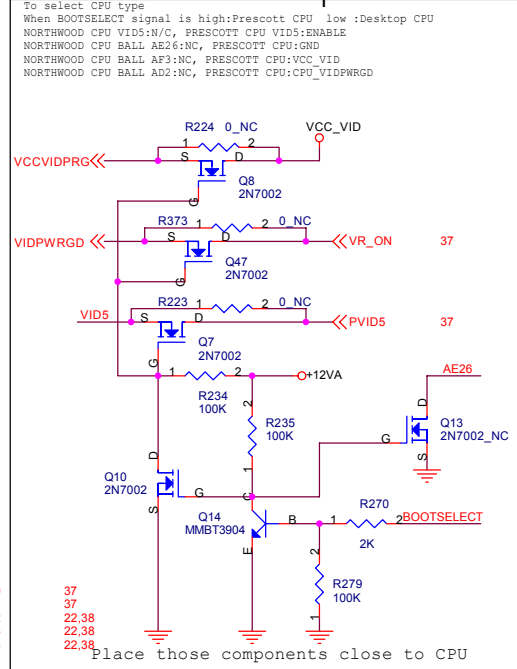 To select CPU type
When BOOTSELECT signal is high:Prescott CPU low :Desktop CPU
NORTHWOOD CPU VID5:N/C, PRESCOTT CPU VID5:ENABLE
NORTHWOOD CPU BALL AE26:NC, PRESCOTT CPU:GND
NORTHWOOD CPU BALL AF3:NC, PRESCOTT CPU:VCC_VID
NORTHWOOD CPU BALL AD2:NC, PRESCOTT CPU:CPU_VIDPWRGD
R224 0_NC VCC_VID
1 2
VCCVIDPRG S D
Q8
G 2N7002
R373 1 2 0_NC
VIDPWRGD S D VR_ON 37
Q47
G 2N7002
R223 1 2 0_NC
VID5 S D PVID5 37
Q7
G 2N7002
1 2 +12VA AE26
R234
100K
2 R235
100K
1
D Q13
G 2N7002_NC
S
D
Q10
2N7002 G
S
C R270
Q14 B 1 2 BOOTSELECT
MMBT3904 2K
E 2
R279
100K
1
37
37
22,38
22,38
22,38
Place those components close to CPU